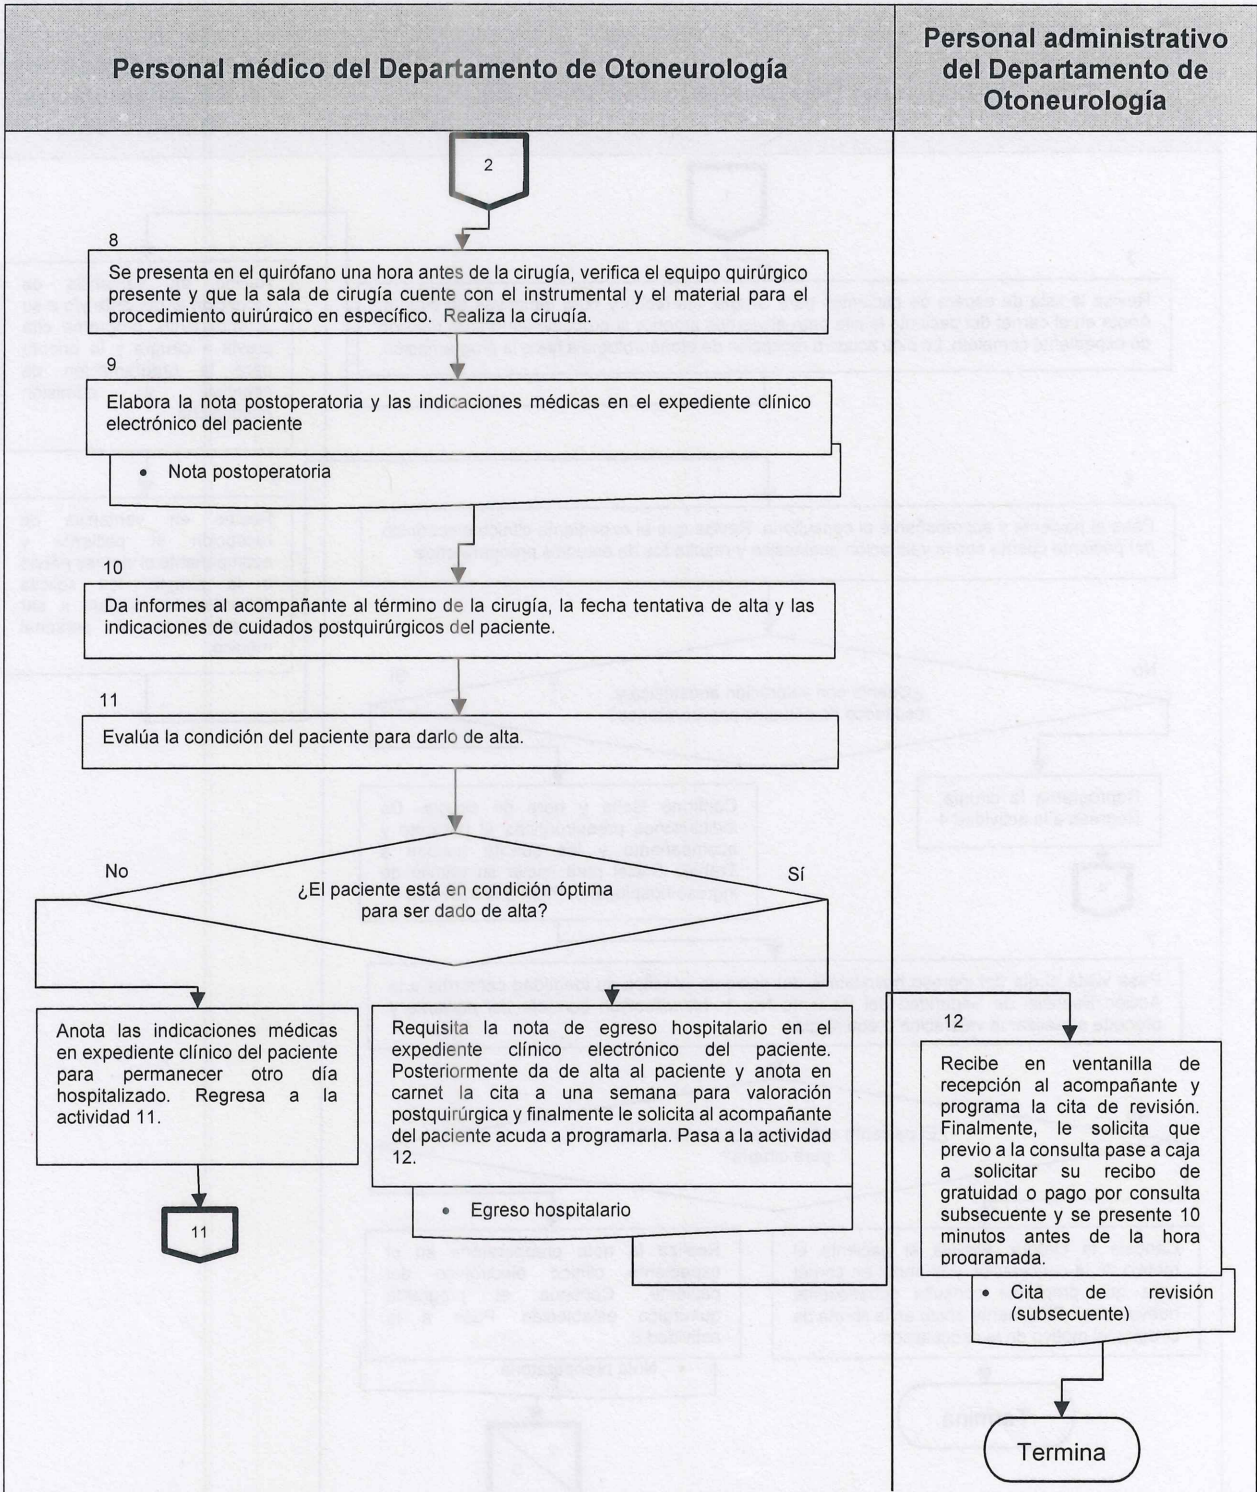 Personal médico del Departamento de Otoneurología
Personal administrativo
del Departamento de
Otoneurología
2
8
Se presenta en el quirófano una hora antes de la cirugía, verifica el equipo quirúrgico
presente y que la sala de cirugía cuente con el instrumental y el material para el
procedimiento quirúrgico en específico. Realiza la cirugía.
9
Elabora la nota postoperatoria y las indicaciones médicas en el expediente clínico
electrónico del paciente
• Nota postoperatoria
10
Da informes al acompañante al término de la cirugía, la fecha tentativa de alta y las
indicaciones de cuidados postquirúrgicos del paciente.
11
Evalúa la condición del paciente para darlo de alta.
No
¿El paciente está en condición óptima
para ser dado de alta?
Sí
Anota las indicaciones médicas
en expediente clínico del paciente
para permanecer otro día
hospitalizado. Regresa a la
actividad 11.
11
Requisita la nota de egreso hospitalario en el
expediente clínico electrónico del paciente.
Posteriormente da de alta al paciente y anota en
carnet la cita a una semana para valoración
postquirúrgica y finalmente le solicita al acompañante
del paciente acuda a programarla. Pasa a la actividad
12.
• Egreso hospitalario
12
Recibe en ventanilla de
recepción al acompañante y
programa la cita de revisión.
Finalmente, le solicita que
previo a la consulta pase a caja
a solicitar su recibo de
gratuidad o pago por consulta
subsecuente y se presente 10
minutos antes de la hora
programada.
• Cita de revisión
(subsecuente)
Termina